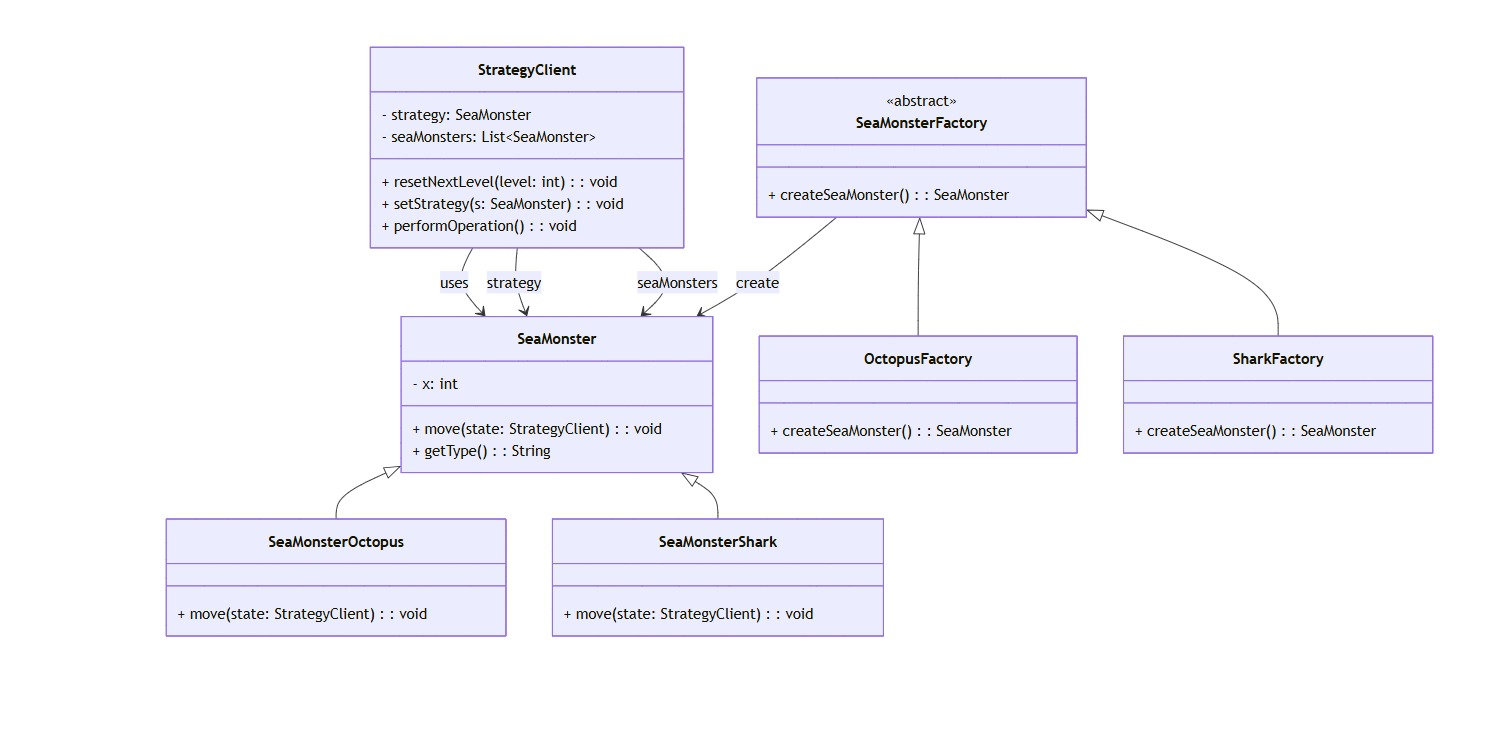 StrategyClient
- strategy: SeaMonster
- seaMonsters: List<SeaMonster>
+ resetNextLevel(level: int) : : void
+ setStrategy(s: SeaMonster) : : void
+ performOperation() : : void
«abstract»
SeaMonsterFactory
+ createSeaMonster() : : SeaMonster
uses
strategy
seaMonsters
create
SeaMonster
- x: int
+ move(state: StrategyClient) : : void
+ getType() : : String
OctopusFactory
+ createSeaMonster() : : SeaMonster
SharkFactory
+ createSeaMonster() : : SeaMonster
SeaMonsterOctopus
+ move(state: StrategyClient) : : void
SeaMonsterShark
+ move(state: StrategyClient) : : void